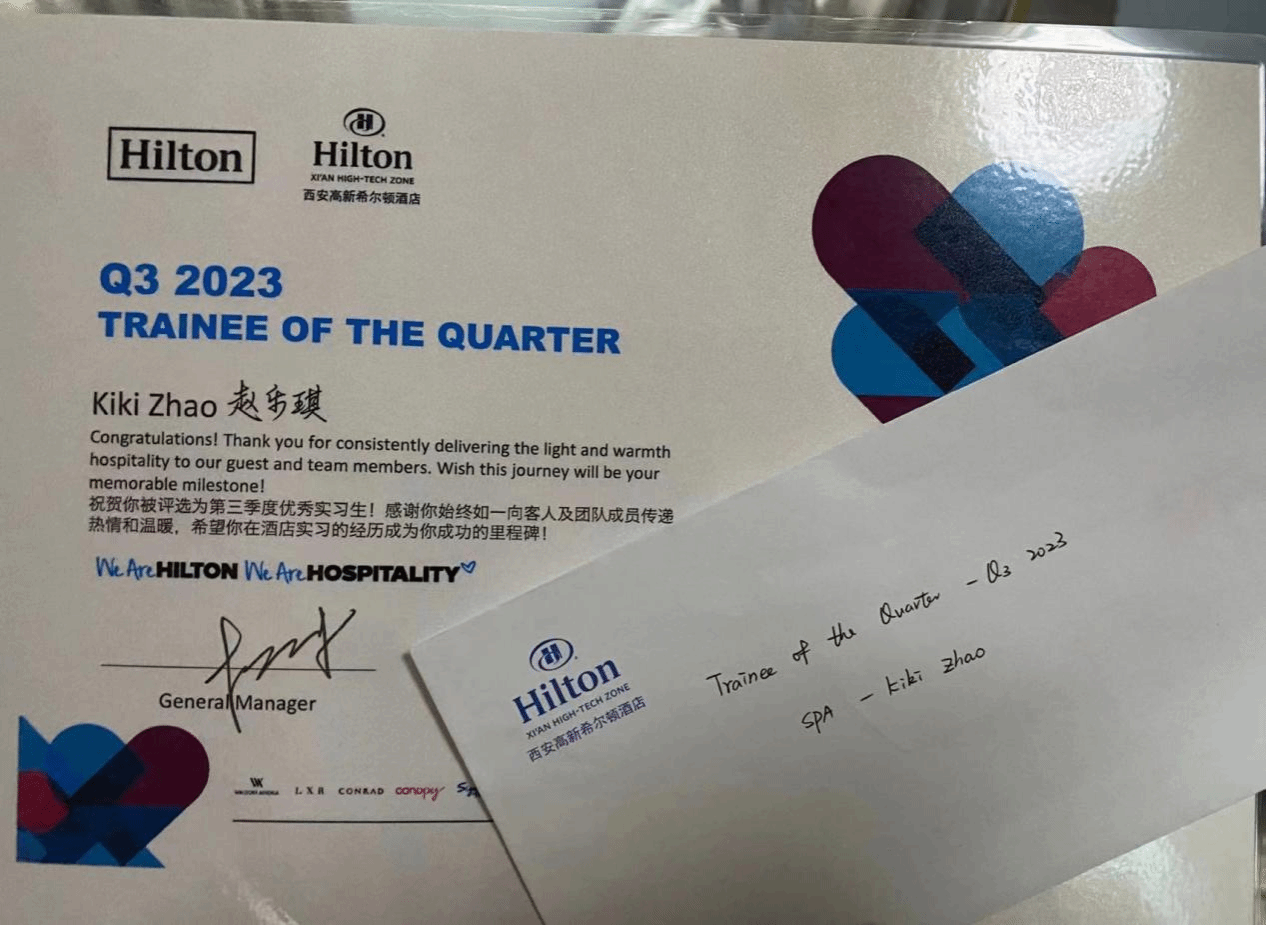 Hilton
Hilton
XI'AN HIGH-TECH ZONE
西安高新希尔顿酒店
Q3 2023
TRAINEE OF THE QUARTER
Kiki Zhao 赵乐琪
Congratulations! Thank you for consistently delivering the light and warmth
hospitality to our guest and team members. Wish this journey will be your
memorable milestone!
祝贺你被评选为第三季度优秀实习生！感谢你始终如一向客人及团队成员传递
热情和温暖，希望你在酒店实习的经历成为你成功的里程碑！
We Are HILTON We Are HOSPITALITY
General Manager
WALDORF ASTORIA LXR CONRAD canopy
Hilton
XI'AN HIGH-TECH ZONE
西安高新希尔顿酒店
Trainee of the Quarter - Q3 2023
SPA - Kiki Zhao